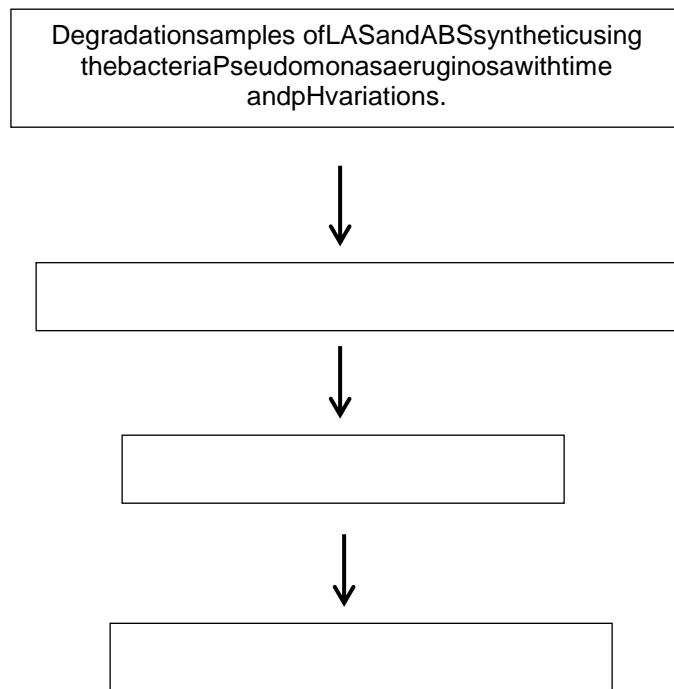 Degradationsamples ofLASandABSsyntheticusing
thebacteriaPseudomonasaeruginosawithtime
andpHvariations.